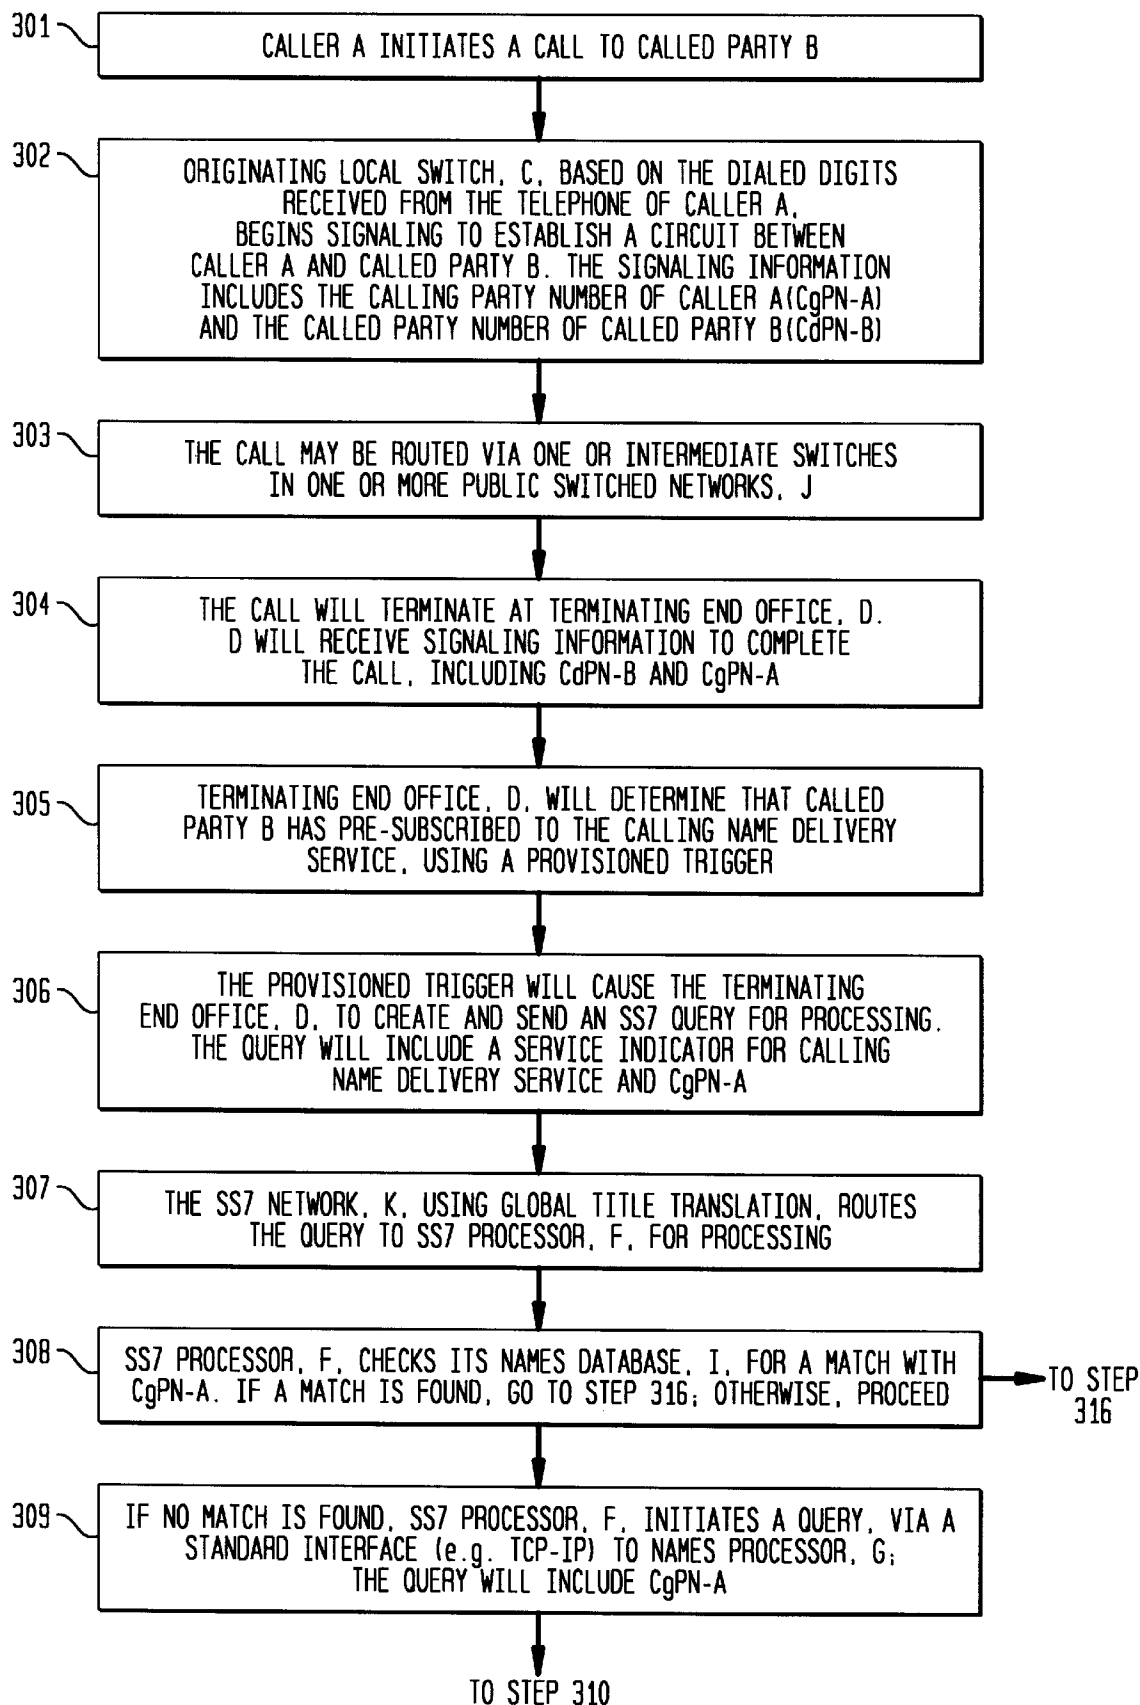 301
CALLER A INITIATES A CALL TO CALLED PARTY B
302
ORIGINATING LOCAL SWITCH, C, BASED ON THE DIALED DIGITS
RECEIVED FROM THE TELEPHONE OF CALLER A,
BEGINS SIGNALING TO ESTABLISH A CIRCUIT BETWEEN
CALLER A AND CALLED PARTY B. THE SIGNALING INFORMATION
INCLUDES THE CALLING PARTY NUMBER OF CALLER A(CgPN-A)
AND THE CALLED PARTY NUMBER OF CALLED PARTY B(CdPN-B)
303
THE CALL MAY BE ROUTED VIA ONE OR INTERMEDIATE SWITCHES
IN ONE OR MORE PUBLIC SWITCHED NETWORKS, J
304
THE CALL WILL TERMINATE AT TERMINATING END OFFICE, D.
D WILL RECEIVE SIGNALING INFORMATION TO COMPLETE
THE CALL, INCLUDING CdPN-B AND CgPN-A
305
TERMINATING END OFFICE, D, WILL DETERMINE THAT CALLED
PARTY B HAS PRE-SUBSCRIBED TO THE CALLING NAME DELIVERY
SERVICE, USING A PROVISIONED TRIGGER
306
THE PROVISIONED TRIGGER WILL CAUSE THE TERMINATING
END OFFICE, D, TO CREATE AND SEND AN SS7 QUERY FOR PROCESSING.
THE QUERY WILL INCLUDE A SERVICE INDICATOR FOR CALLING
NAME DELIVERY SERVICE AND CgPN-A
307
THE SS7 NETWORK, K, USING GLOBAL TITLE TRANSLATION, ROUTES
THE QUERY TO SS7 PROCESSOR, F, FOR PROCESSING
308
SS7 PROCESSOR, F, CHECKS ITS NAMES DATABASE, I, FOR A MATCH WITH
CgPN-A. IF A MATCH IS FOUND, GO TO STEP 316; OTHERWISE, PROCEED
TO STEP
316
309
IF NO MATCH IS FOUND, SS7 PROCESSOR, F, INITIATES A QUERY, VIA A
STANDARD INTERFACE (e.g. TCP-IP) TO NAMES PROCESSOR, G;
THE QUERY WILL INCLUDE CgPN-A
TO STEP 310